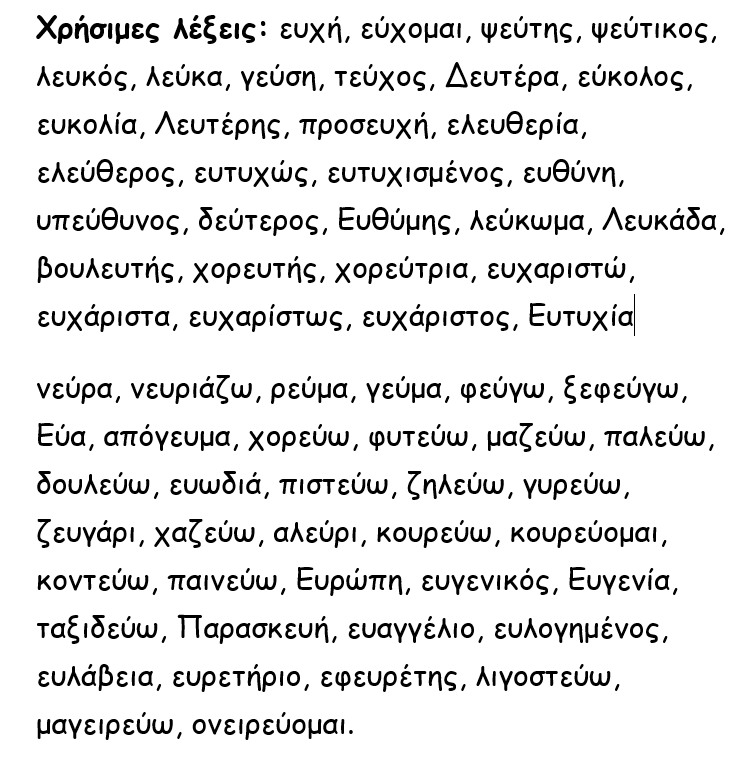 Χρήσιμες λέξεις: ευχή, εύχομαι, ψεύτης, ψεύτικος,
λευκός, λεύκα, γεύση, τεύχος, Δευτέρα, εύκολος,
ευκολία, Λευτέρης, προσευχή, ελευθερία,
ελεύθερος, ευτυχώς, ευτυχισμένος, ευθύνη,
υπεύθυνος, δεύτερος, Ευθύμης, λεύκωμα, Λευκάδα,
βουλευτής, χορευτής, χορεύτρια, ευχαριστώ,
ευχάριστα, ευχαρίστως, ευχάριστος, Ευτυχία
νεύρα, νευριάζω, ρεύμα, γεύμα, φεύγω, ξεφεύγω,
Εύα, απόγευμα, χορεύω, φυτεύω, μαζεύω, παλεύω,
δουλεύω, ευωδιά, πιστεύω, ζηλεύω, γυρεύω,
ζευγάρι, χαζεύω, αλεύρι, κουρεύω, κουρεύομαι,
κοντεύω, παινεύω, Ευρώπη, ευγενικός, Ευγενία,
ταξιδεύω, Παρασκευή, ευαγγέλιο, ευλογημένος,
ευλάβεια, ευρετήριο, εφευρέτης, λιγοστεύω,
μαγειρεύω, ονειρεύομαι.